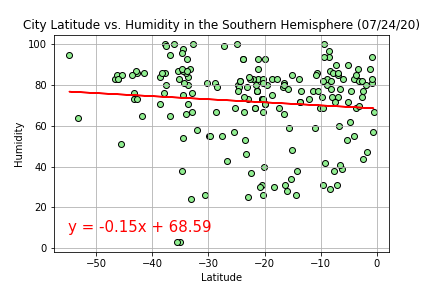 City Latitude vs. Humidity in the Southern Hemisphere (07/24/20)
100
80
60
40
20
0
Humidity
y = -0.15x + 68.59
−50 −40 −30 −20 −10 0
Latitude